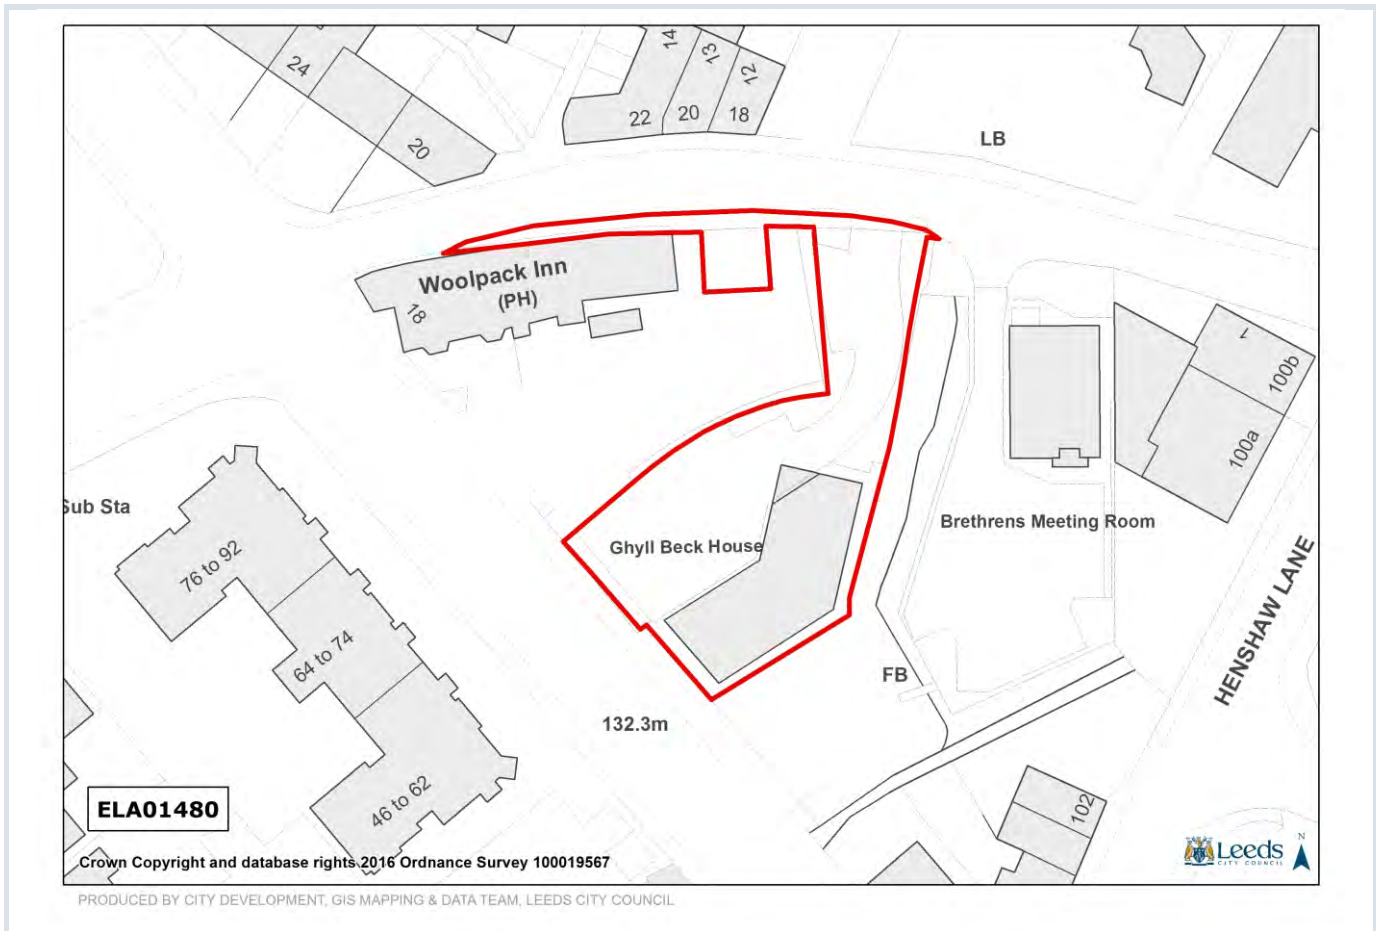 24
20
14
13
12
22
20
18
LB
Woolpack Inn
(PH)
18
1
100b
100a
Sub Sta
76 to 92
64 to 74
46 to 62
Ghyll Beck House
Brethrens Meeting Room
HENSHAW LANE
FB
132.3m
102
ELA01480
Crown Copyright and database rights 2016 Ordnance Survey 100019567
Leeds
CITY COUNCIL
N
PRODUCED BY CITY DEVELOPMENT, GIS MAPPING & DATA TEAM, LEEDS CITY COUNCIL